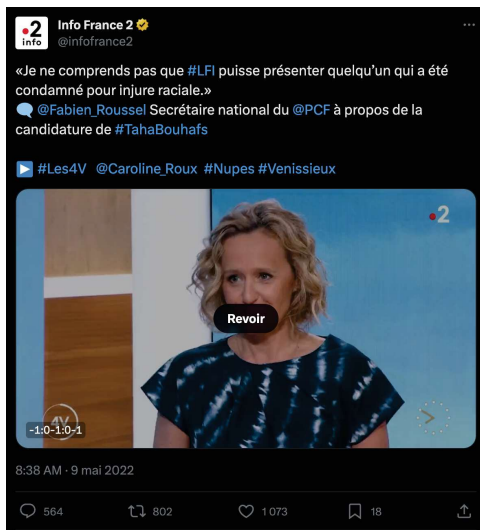 •2
info
Info France 2
@infofrance2
«Je ne comprends pas que #LFI puisse présenter quelqu'un qui a été
condamné pour injure raciale.»
@Fabien_Roussel Secrétaire national du @PCF à propos de la
candidature de #TahaBouhafs
#Les4V @Caroline_Roux #Nupes #Venissieux
•2
Revoir
4V
-1:0-1:0-1
8:38 AM · 9 mai 2022
564 802 1 073 18